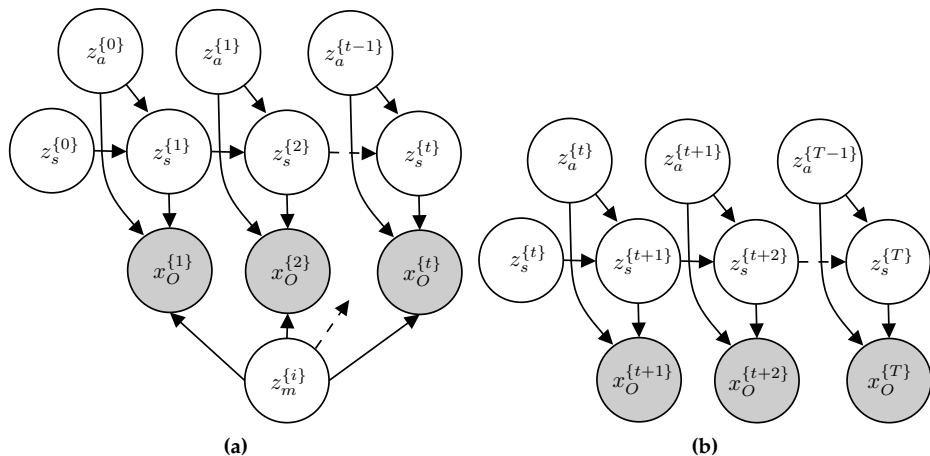 z_a^{0} z_a^{1} z_a^{t−1}
z_s^{0} z_s^{1} z_s^{2} z_s^{t}
x_O^{1} x_O^{2} x_O^{t}
z_m^{i}
(a)
z_a^{t} z_a^{t+1} z_a^{T−1}
z_s^{t} z_s^{t+1} z_s^{t+2} z_s^{T}
x_O^{t+1} x_O^{t+2} x_O^{T}
(b)